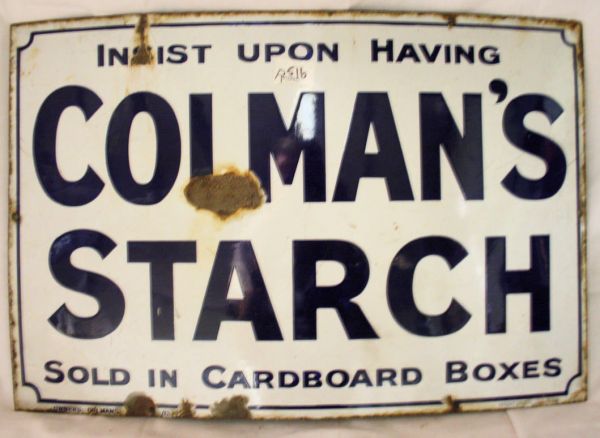 INSIST UPON HAVING
COLMAN'S
STARCH
SOLD IN CARDBOARD BOXES